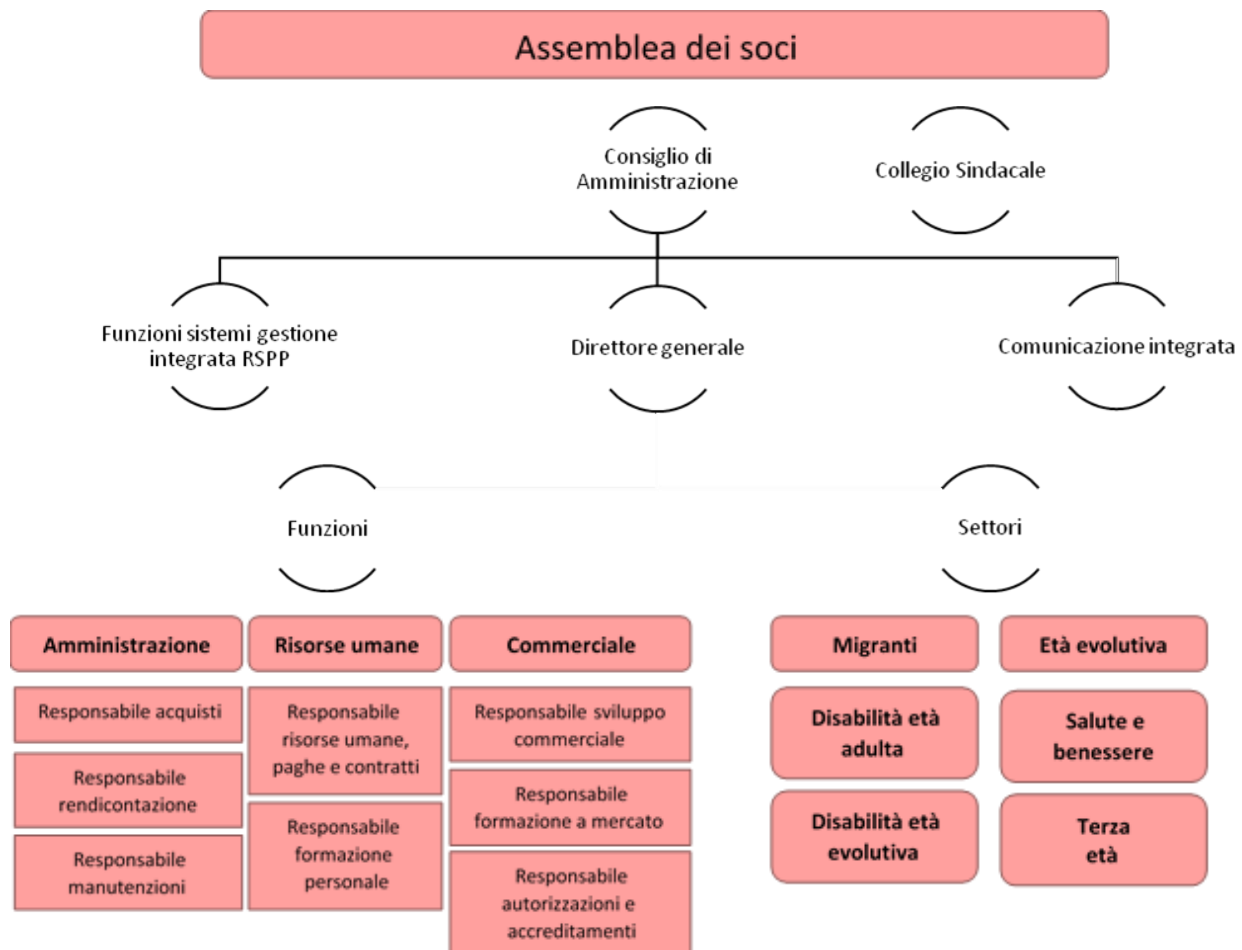 Assemblea dei soci
Consiglio di
Amministrazione
Collegio Sindacale
Funzioni sistemi gestione
integrata RSPP
Direttore generale
Comunicazione integrata
Funzioni
Settori
Amministrazione
Responsabile acquisti
Responsabile
rendicontazione
Responsabile
manutenzioni
Risorse umane
Responsabile
risorse umane,
paghe e contratti
Responsabile
formazione
personale
Commerciale
Responsabile sviluppo
commerciale
Responsabile
formazione a mercato
Responsabile
autorizzazioni e
accreditamenti
Migranti
Disabilità età
adulta
Disabilità età
evolutiva
Età evolutiva
Salute e
benessere
Terza
età